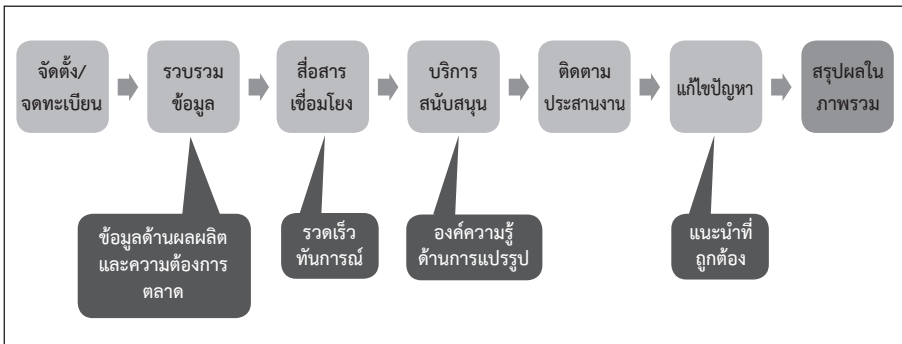 จัดตั้ง/
จดทะเบียน
รวบรวม
ข้อมูล
สื่อสาร
เชื่อมโยง
บริการ
สนับสนุน
ติดตาม
ประสานงาน
แก้ไขปัญหา
สรุปผลใน
ภาพรวม
ข้อมูลด้านผลผลิต
และความต้องการ
ตลาด
รวดเร็ว
ทันการณ์
องค์ความรู้
ด้านการแปรรูป
แนะนำที่
ถูกต้อง